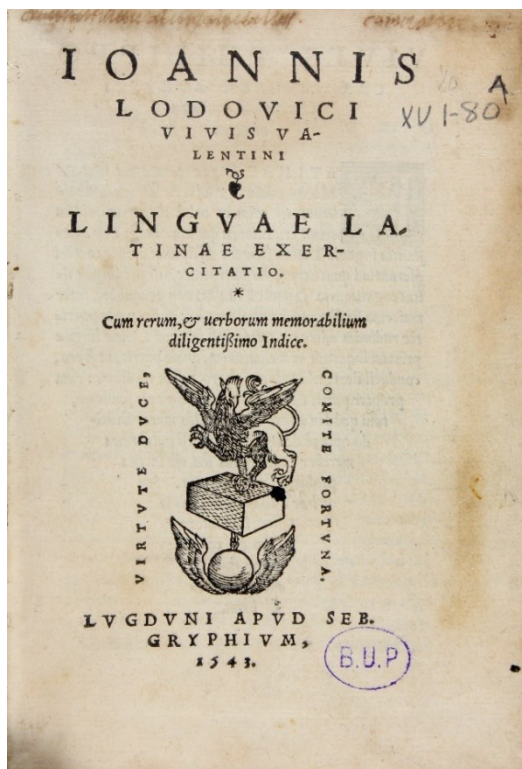 A
XVI-80
IOANNIS
LODOVICI
VIVIS VA-
LENTINI
LINGVAE LA-
TINAE EXER-
CITATIO.
*
Cum rerum, & uerborum memorabilium
diligentißimo Indice.
VIRTVTE DVCE,
COMITE FORTVNA.
LVGDVNI APVD SEB.
GRYPHIVM,
1543.
B.U.P